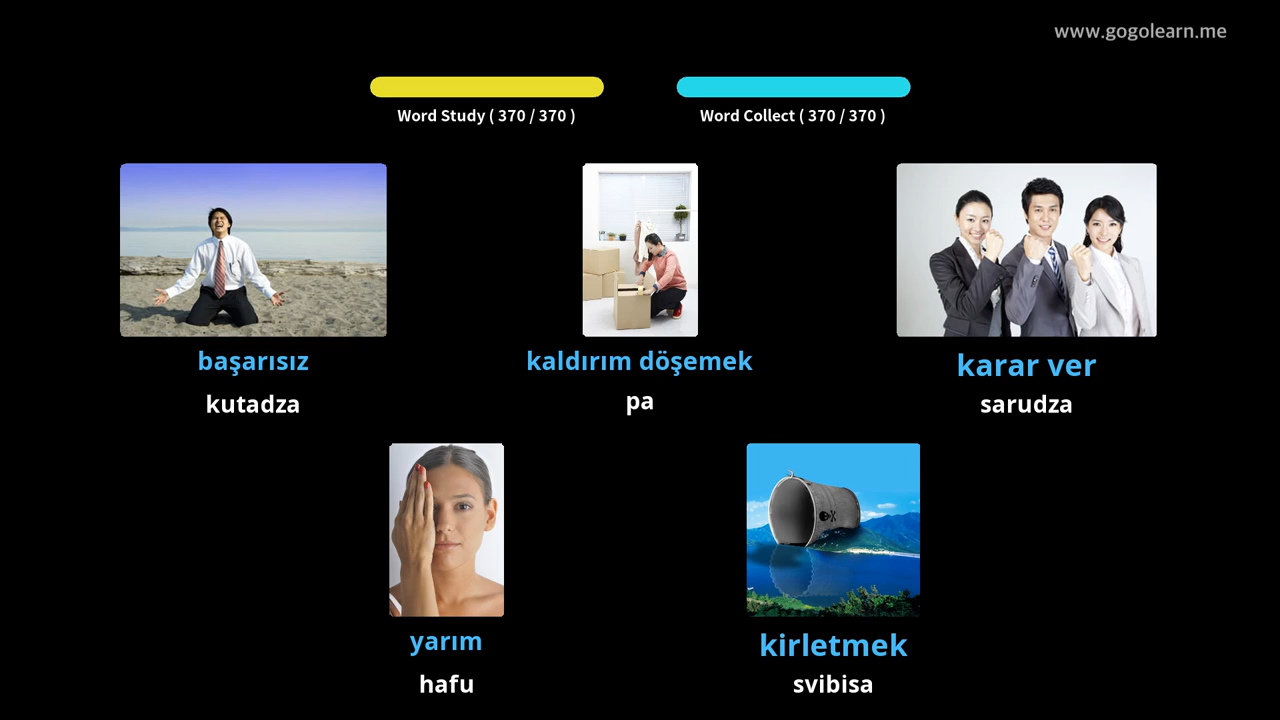 www.gogolearn.me
Word Study ( 370 / 370 )
Word Collect ( 370 / 370 )
başarısız
kutadza
kaldırım döşemek
pa
karar ver
sarudza
yarım
hafu
kirletmek
svibisa